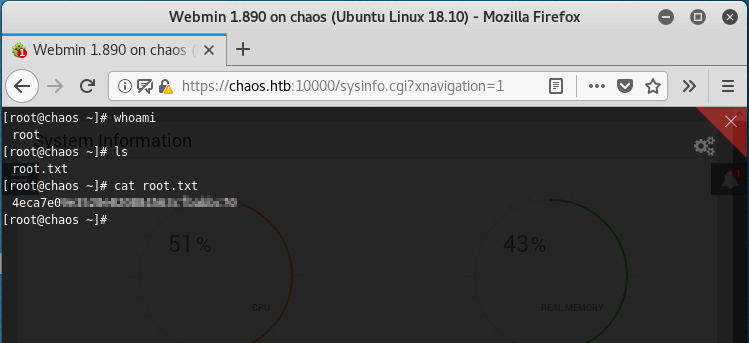 Webmin 1.890 on chaos (Ubuntu Linux 18.10) - Mozilla Firefox
Webmin 1.890 on chaos (
https://chaos.htb:10000/sysinfo.cgi?xnavigation=1
[root@chaos ~]# whoami
root
System Information
[root@chaos ~]# ls
root.txt
[root@chaos ~]# cat root.txt
4eca7e0
[root@chaos ~]#
51% 43%
CPU REAL MEMORY